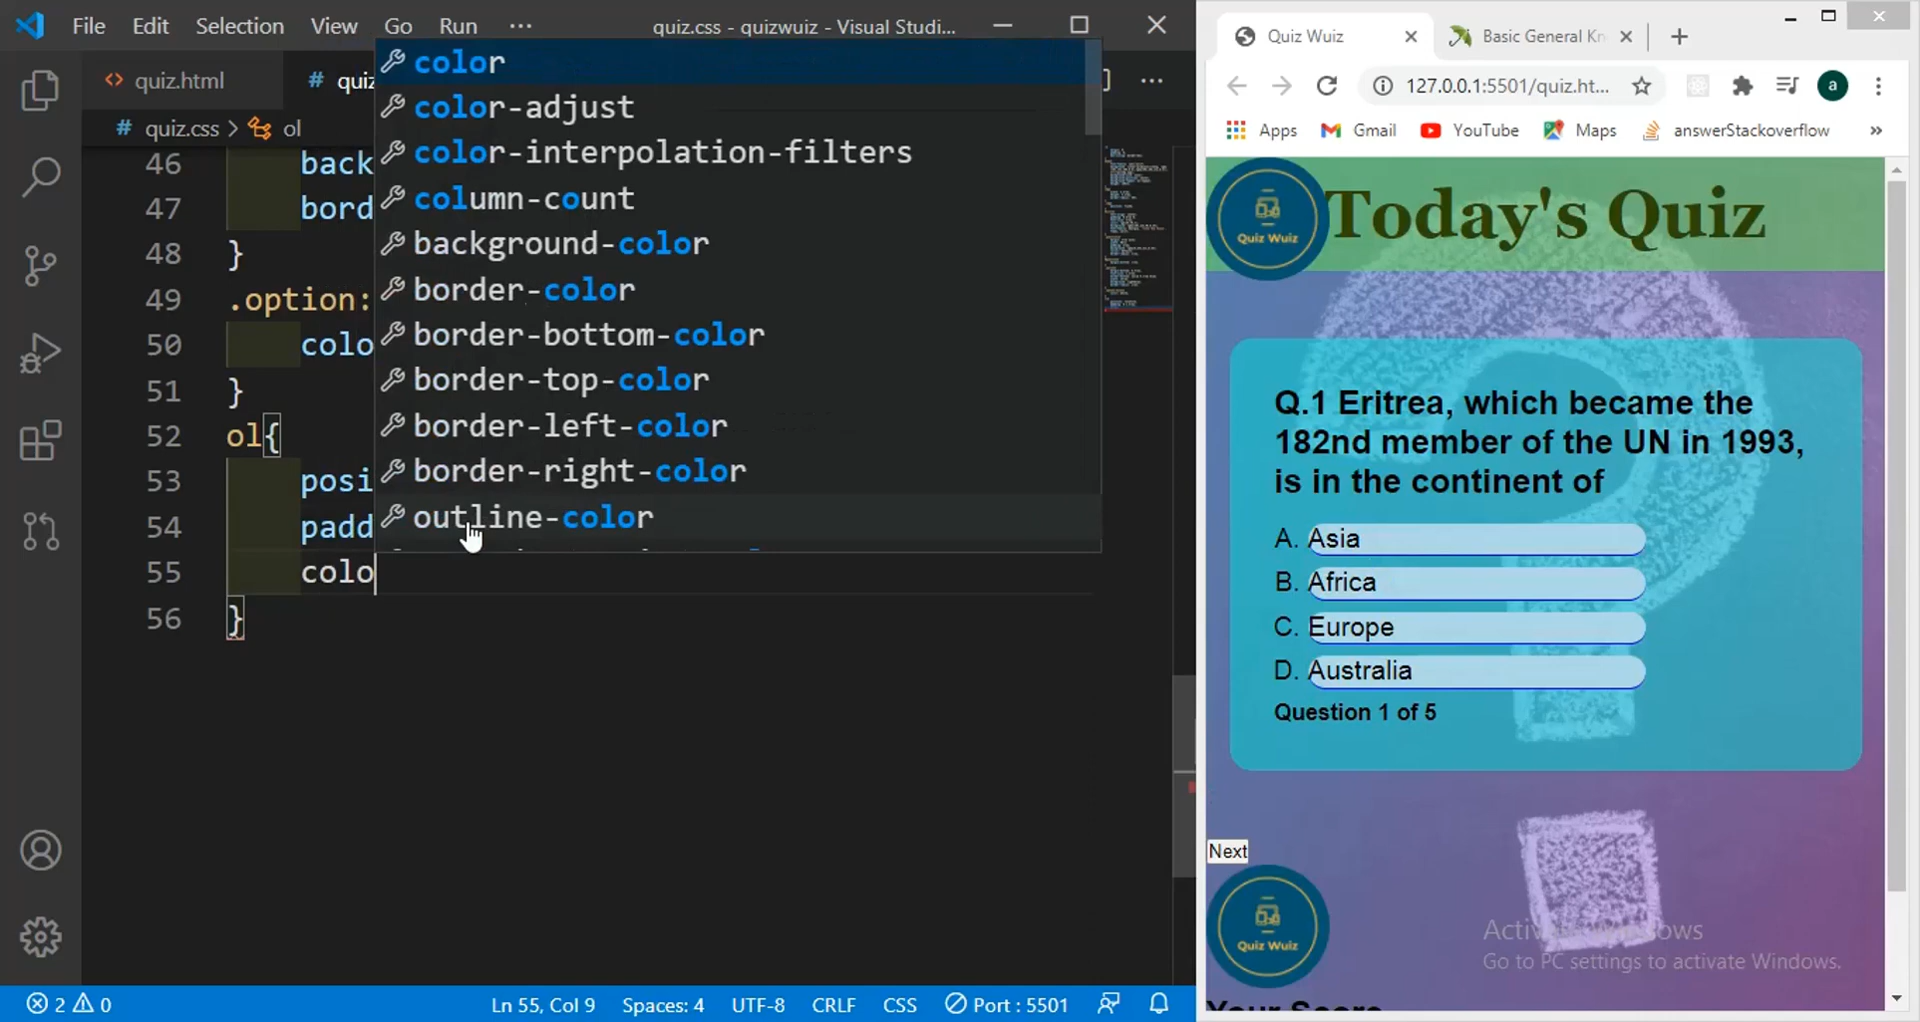 File Edit Selection View Go Run ··· quiz.css - quizwuiz - Visual Studi...
quiz.html # quiz
# quiz.css > ol
46 back
47 bord
48 }
49 .option:
50 colo
51 }
52 ol{
53 posi
54 padd
55 colo
56 }
color
color-adjust
color-interpolation-filters
column-count
background-color
border-color
border-bottom-color
border-top-color
border-left-color
border-right-color
outline-color
2 0 Ln 55, Col 9 Spaces: 4 UTF-8 CRLF CSS Port : 5501
Quiz Wuiz Basic General Kn
127.0.0.1:5501/quiz.ht... a
Apps Gmail YouTube Maps answerStackoverflow »
Quiz Wuiz
Today's Quiz
Q.1 Eritrea, which became the
182nd member of the UN in 1993,
is in the continent of
A. Asia
B. Africa
C. Europe
D. Australia
Question 1 of 5
Next
Quiz Wuiz
Activate Windows
Go to PC settings to activate Windows.
Your Score